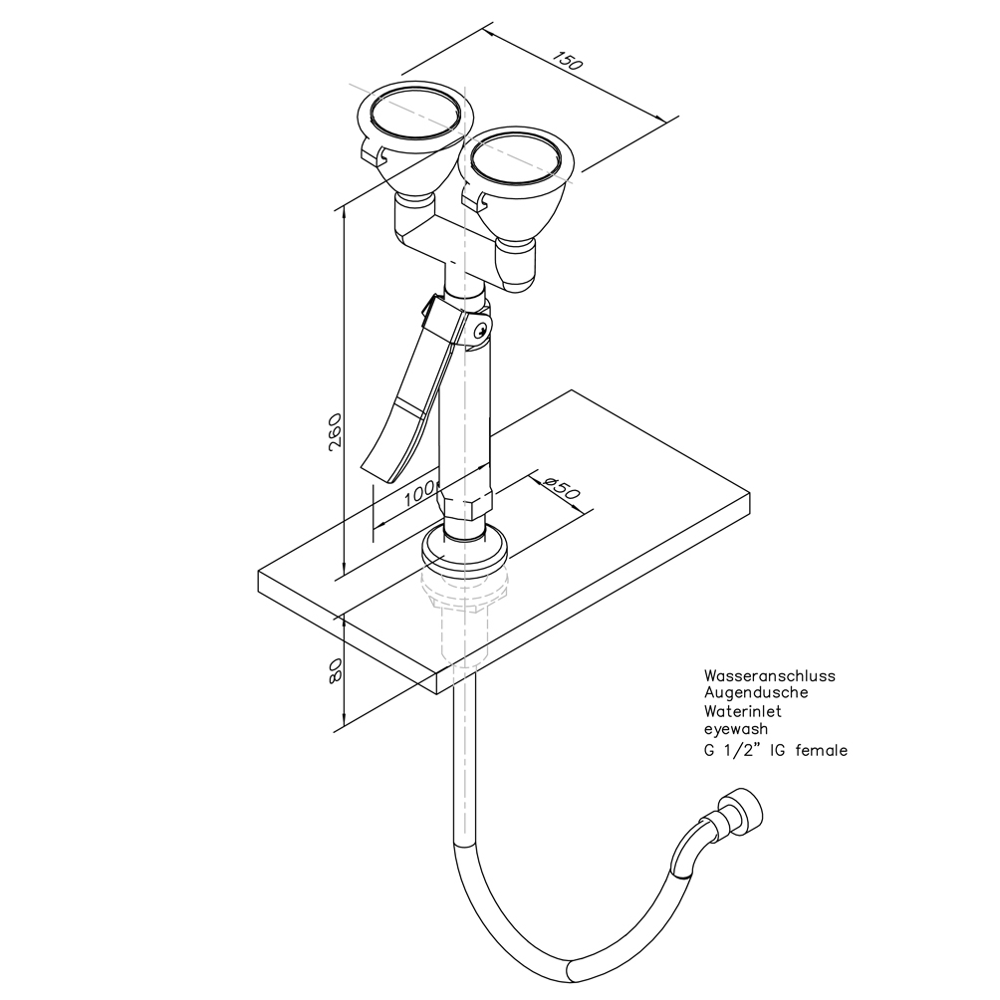 150
260
100
ø50
80
Wasseranschluss
Augendusche
Waterinlet
eyewash
G 1/2” IG female